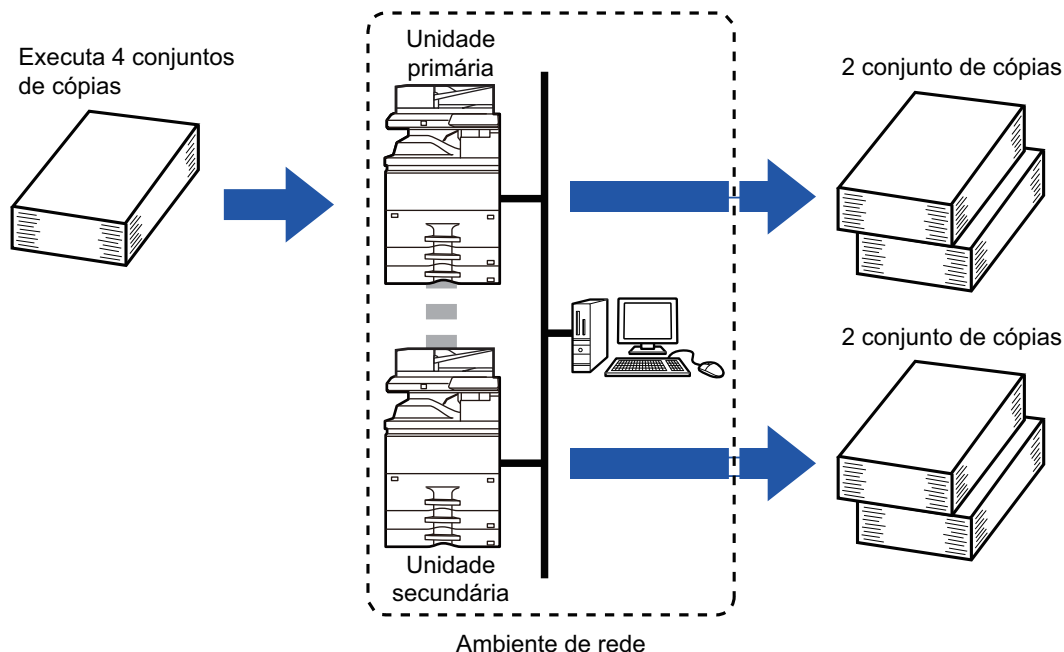 Executa 4 conjuntos
de cópias
Unidade
primária
2 conjunto de cópias
2 conjunto de cópias
Unidade
secundária
Ambiente de rede